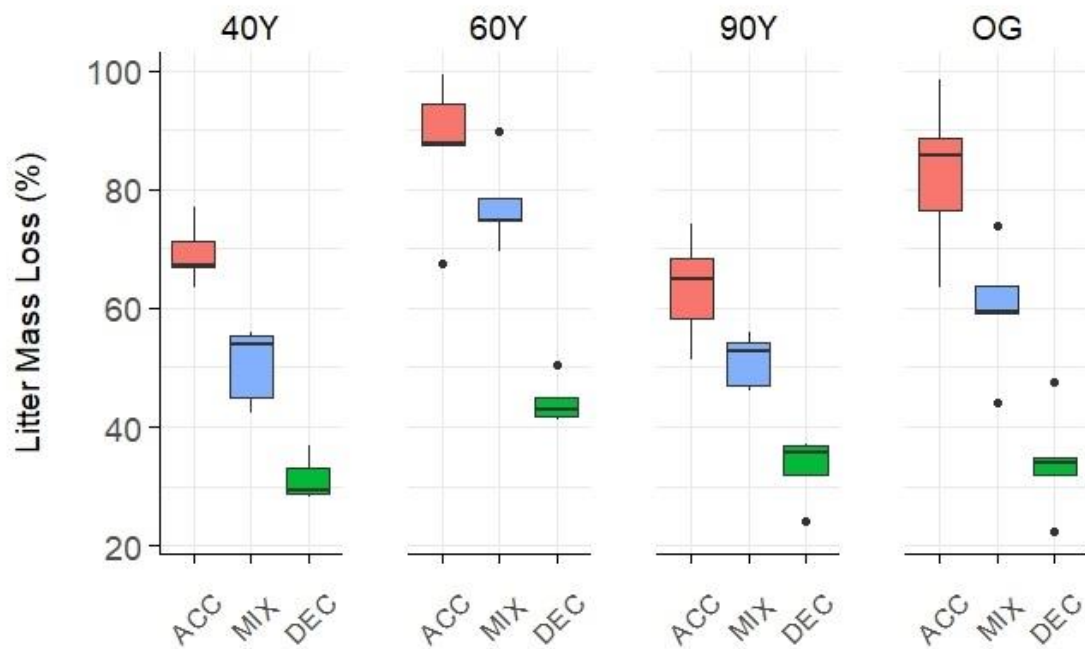 40Y 60Y 90Y OG
Litter Mass Loss (%)
100
80
60
40
20
ACC MIX DEC ACC MIX DEC ACC MIX DEC ACC MIX DEC